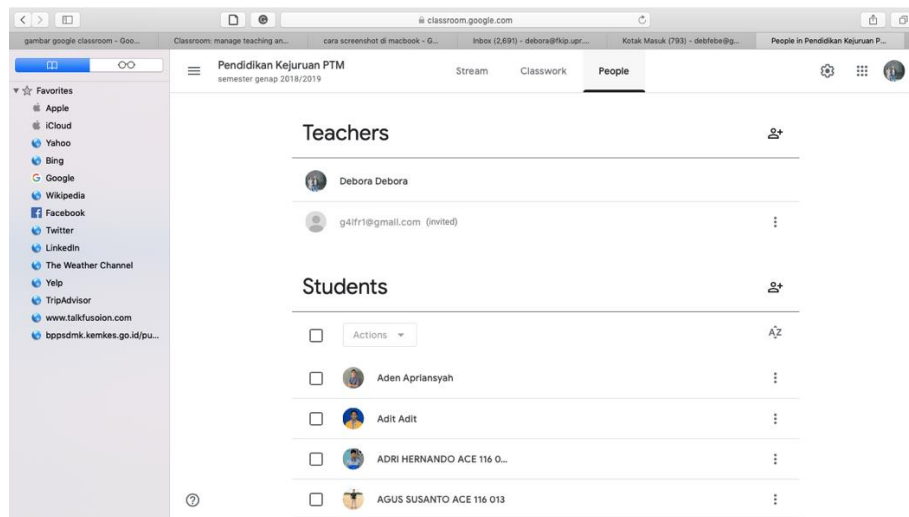 classroom.google.com
gambar google classroom - Goo...
Classroom: manage teaching an...
cara screenshot di macbook - G...
Inbox (2,691) - debora@fkip.upr....
Kotak Masuk (793) - debfebe@g...
People in Pendidikan Kejuruan P...
Favorites
Apple
iCloud
Yahoo
Bing
Google
Wikipedia
Facebook
Twitter
LinkedIn
The Weather Channel
Yelp
TripAdvisor
www.talkfusoion.com
bppsdmk.kemkes.go.id/pu...
Pendidikan Kejuruan PTM
semester genap 2018/2019
Stream
Classwork
People
Teachers
Debora Debora
g4lfr1@gmail.com (invited)
Students
Actions
AZ
Aden Apriansyah
Adit Adit
ADRI HERNANDO ACE 116 0...
AGUS SUSANTO ACE 116 013